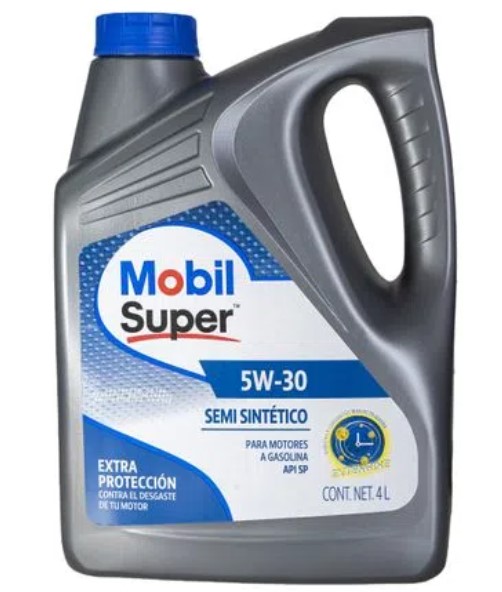 Mobil
Super™
5W-30
SEMI SINTÉTICO
PARA MOTORES
A GASOLINA
API SP
EXTRA
PROTECCIÓN
CONTRA EL DESGASTE
DE TU MOTOR
CONT. NET. 4 L